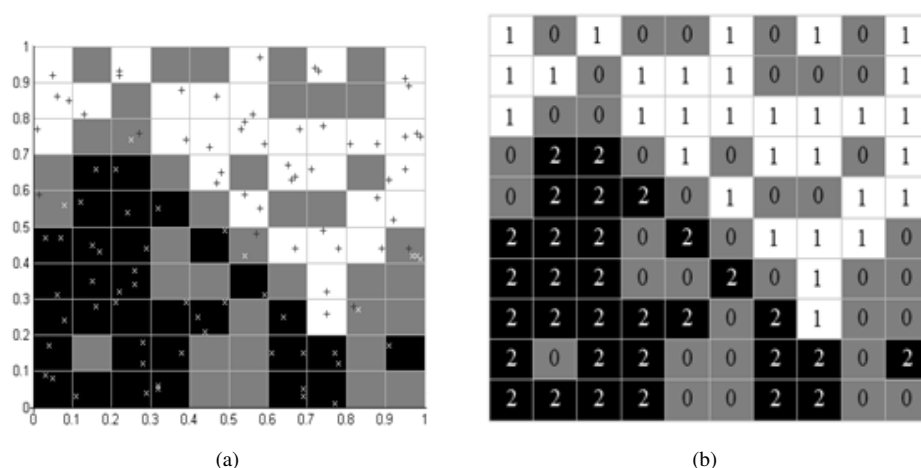 1
0.9
0.8
0.7
0.6
0.5
0.4
0.3
0.2
0.1
0
0 0.1 0.2 0.3 0.4 0.5 0.6 0.7 0.8 0.9 1
(a)
1 0 1 0 0 1 0 1 0 1
1 1 0 1 1 1 0 0 0 1
1 0 0 1 1 1 1 1 1 1
0 2 2 0 1 0 1 1 0 1
0 2 2 2 0 1 0 0 1 1
2 2 2 0 2 0 1 1 1 0
2 2 2 0 0 2 0 1 0 0
2 2 2 2 2 0 2 1 0 0
2 0 2 2 0 0 2 2 0 2
2 2 2 2 0 0 2 2 0 0
(b)